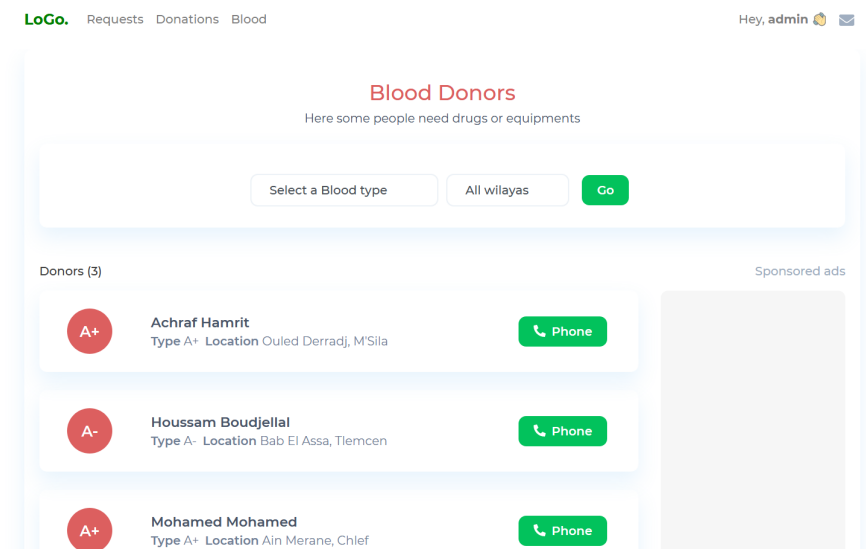 LoGo. Requests Donations Blood Hey, admin 👏
Blood Donors
Here some people need drugs or equipments
Select a Blood type All wilayas Go
Donors (3) Sponsored ads
A+ Achraf Hamrit Phone
Type A+ Location Ouled Derradj, M'Sila
A- Houssam Boudjellal Phone
Type A- Location Bab El Assa, Tlemcen
A+ Mohamed Mohamed Phone
Type A+ Location Ain Merane, Chlef